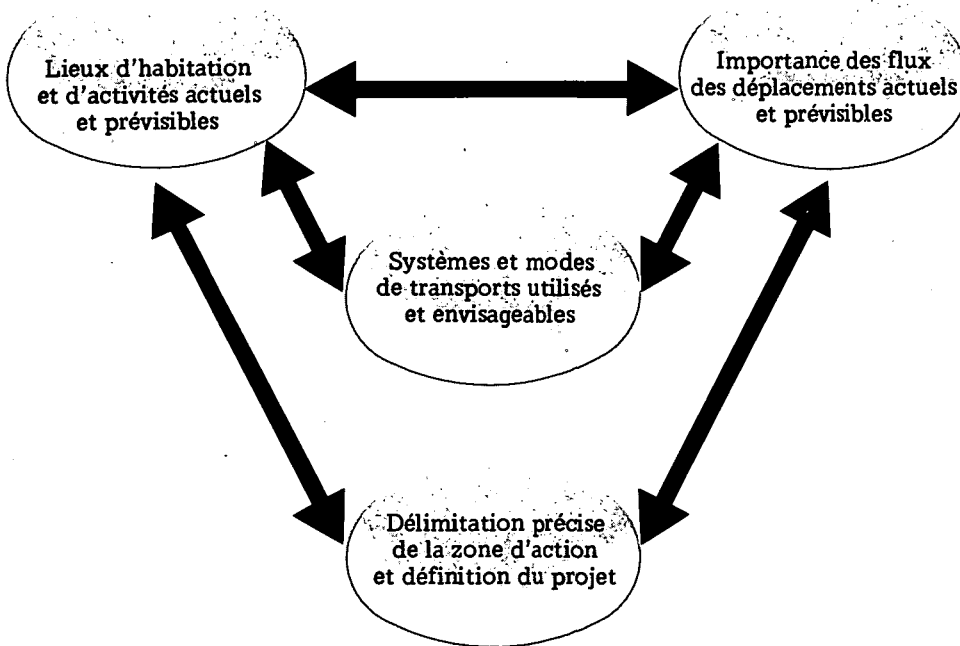 Lieux d'habitation
et d'activités actuels
et prévisibles
Importance des flux
des déplacements actuels
et prévisibles
Systèmes et modes
de transports utilisés
et envisageables
Délimitation précise
de la zone d'action
et définition du projet